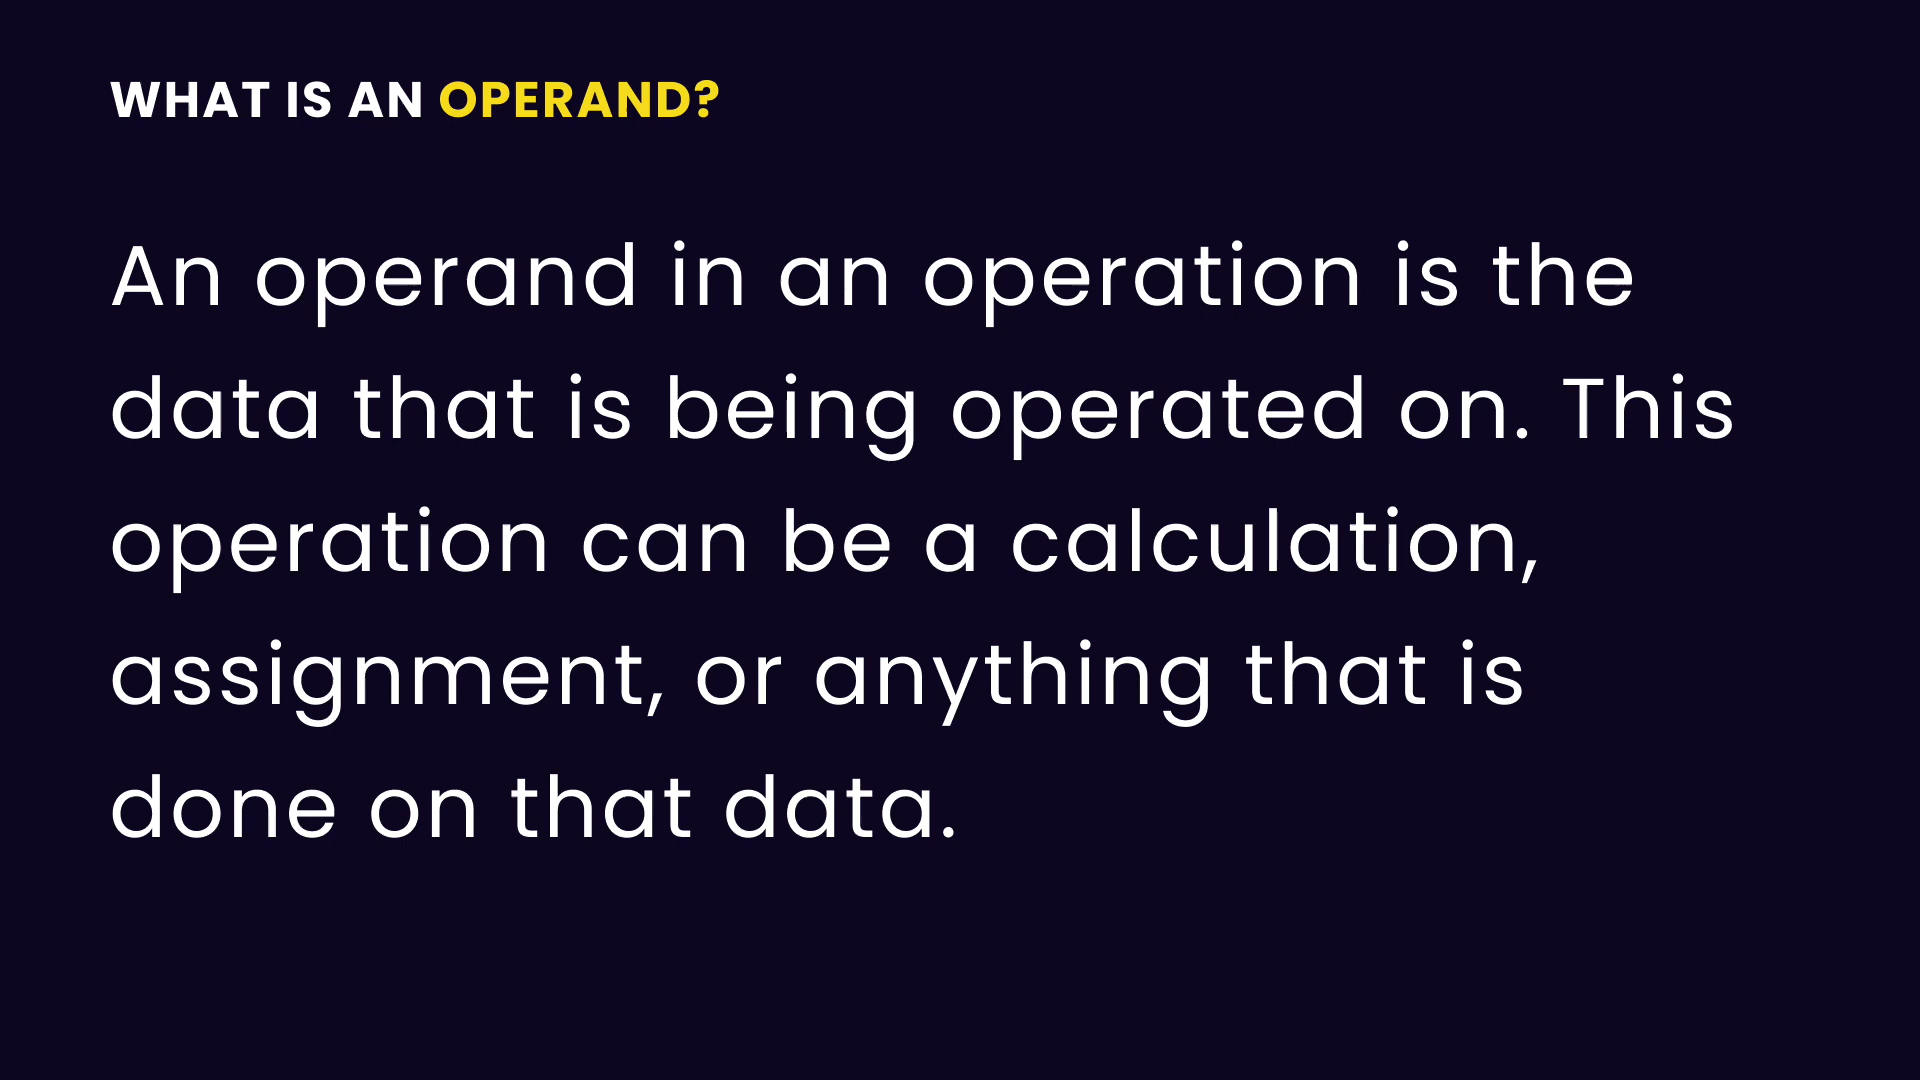 WHAT IS AN OPERAND?
An operand in an operation is the
data that is being operated on. This
operation can be a calculation,
assignment, or anything that is
done on that data.